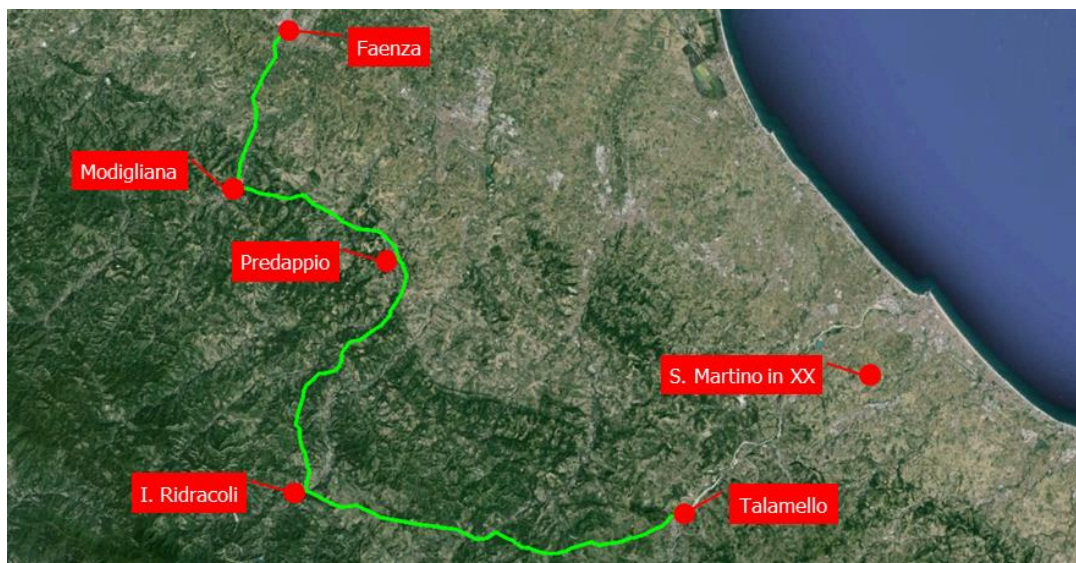 Faenza
Modigliana
Predappio
S. Martino in XX
I. Ridracoli
Talamello